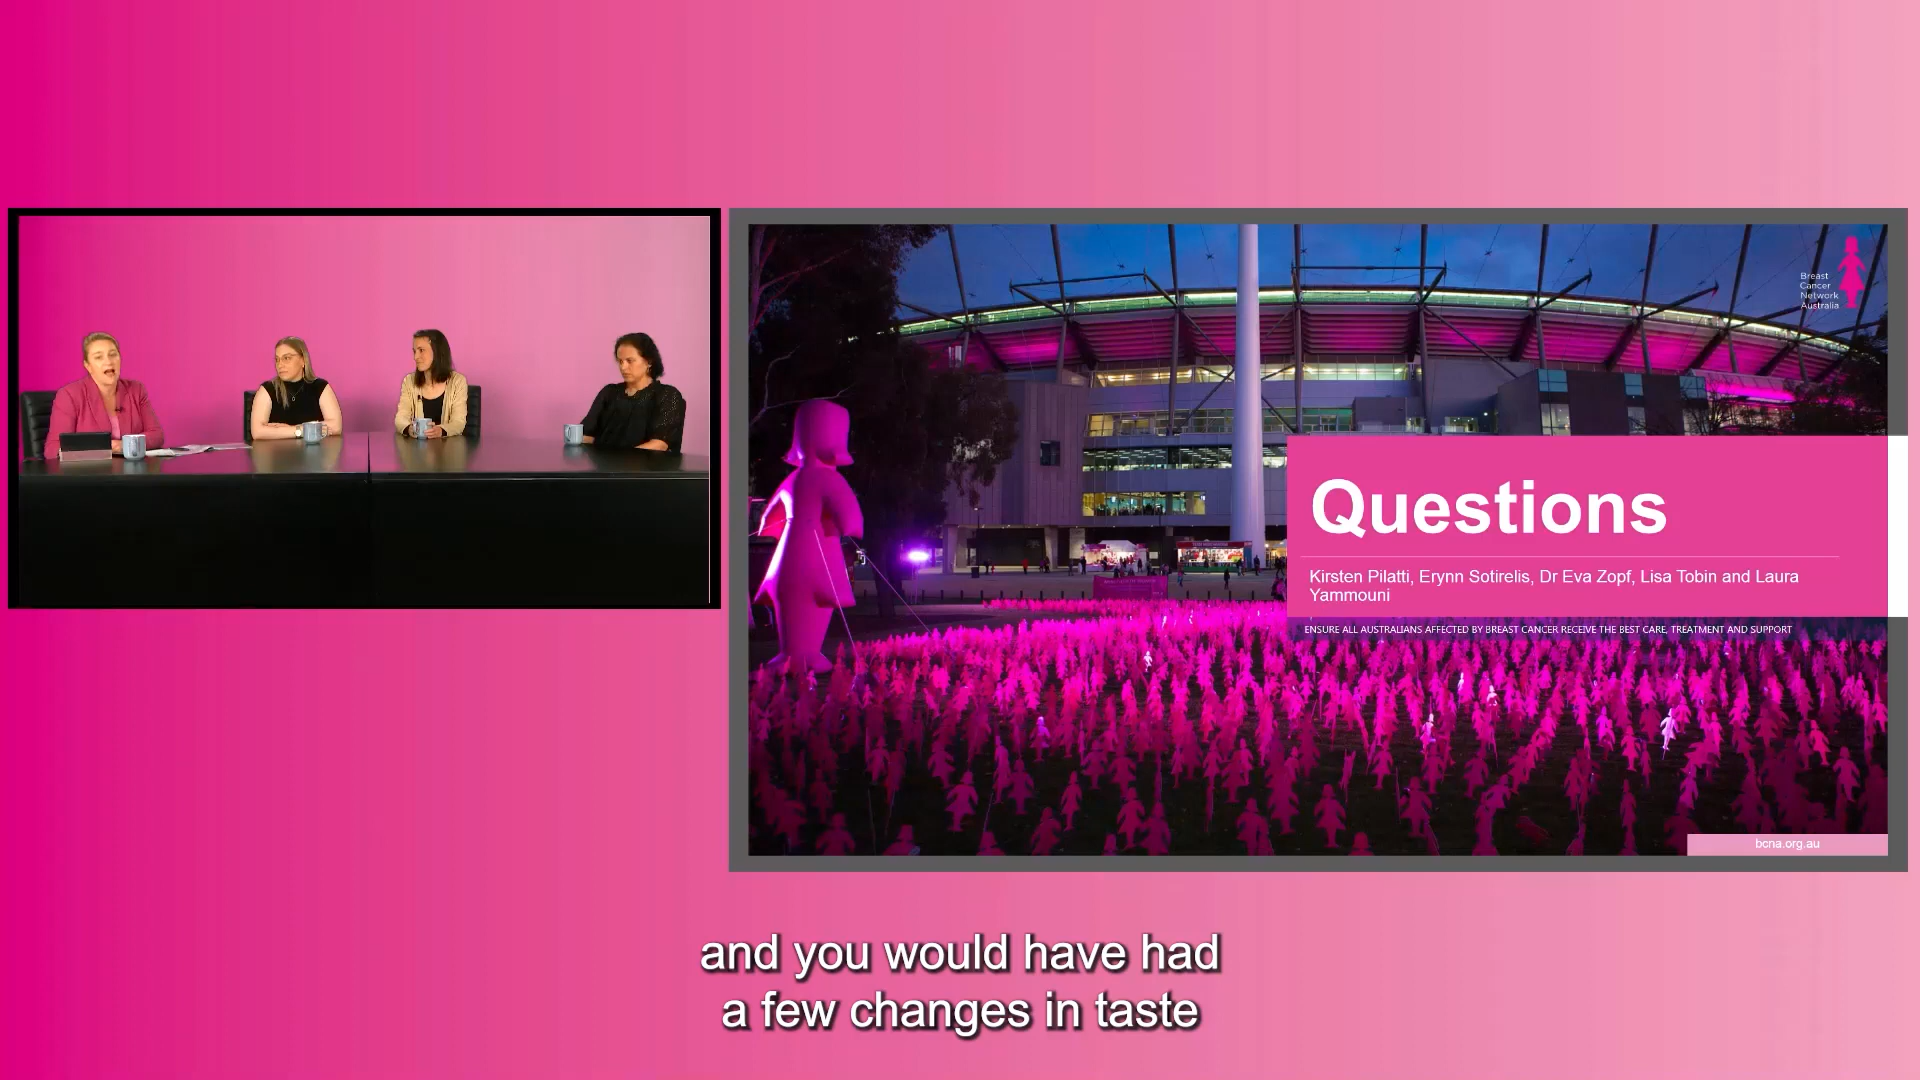 Breast
Cancer
Network
Australia
Questions
Kirsten Pilatti, Erynn Sotirelis, Dr Eva Zopf, Lisa Tobin and Laura
Yammouni
ENSURE ALL AUSTRALIANS AFFECTED BY BREAST CANCER RECEIVE THE BEST CARE, TREATMENT AND SUPPORT
bcna.org.au
and you would have had
a few changes in taste